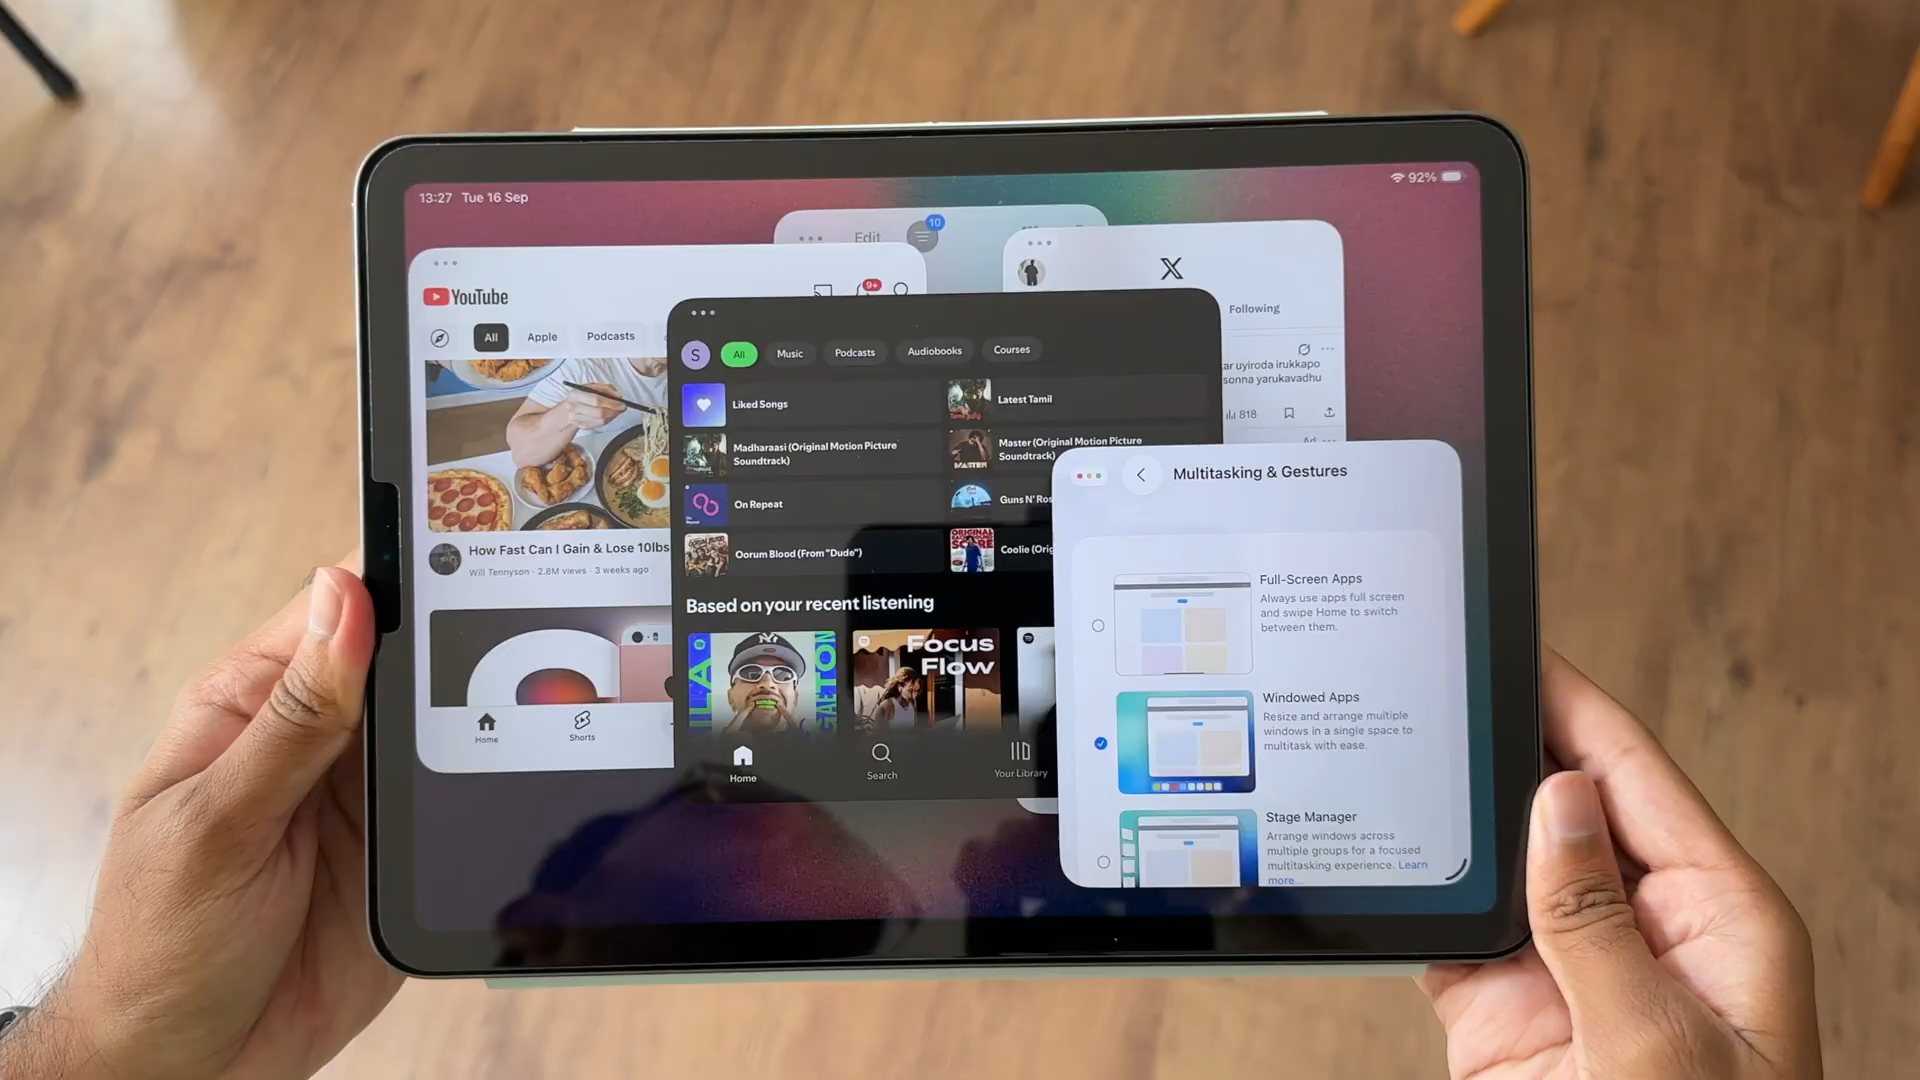 13:27 Tue 16 Sep
92%
Edit
10
YouTube
9+
All
Apple
Podcasts
How Fast Can I Gain & Lose 10lbs
Will Tennyson · 2.8M views · 3 weeks ago
Home
Shorts
S
All
Music
Podcasts
Audiobooks
Courses
Liked Songs
Latest Tamil
Madharaasi (Original Motion Picture
Soundtrack)
MASTER
Master (Original Motion Picture
Soundtrack)
On Repeat
Guns N' Ros
Oorum Blood (From "Dude")
ORIGINAL
Coolie (Orig
Based on your recent listening
NY
GAETON
Focus
Flow
Home
Search
Your Library
X
Following
ar uyiroda irukkapo
sonna yarukavadhu
818
Ad
Multitasking & Gestures
Full-Screen Apps
Always use apps full screen
and swipe Home to switch
between them.
Windowed Apps
Resize and arrange multiple
windows in a single space to
multitask with ease.
Stage Manager
Arrange windows across
multiple groups for a focused
multitasking experience. Learn
more...